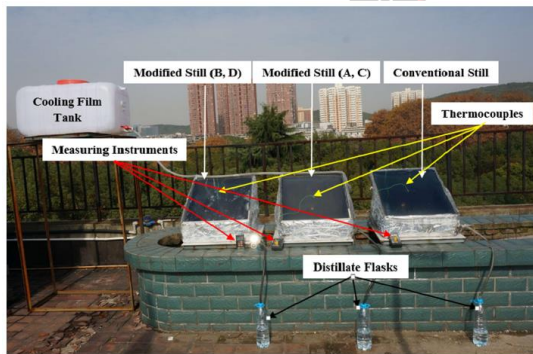 Modified Still (B, D)
Modified Still (A, C)
Conventional Still
Cooling Film
Tank
Thermocouples
Measuring Instruments
Distillate Flasks